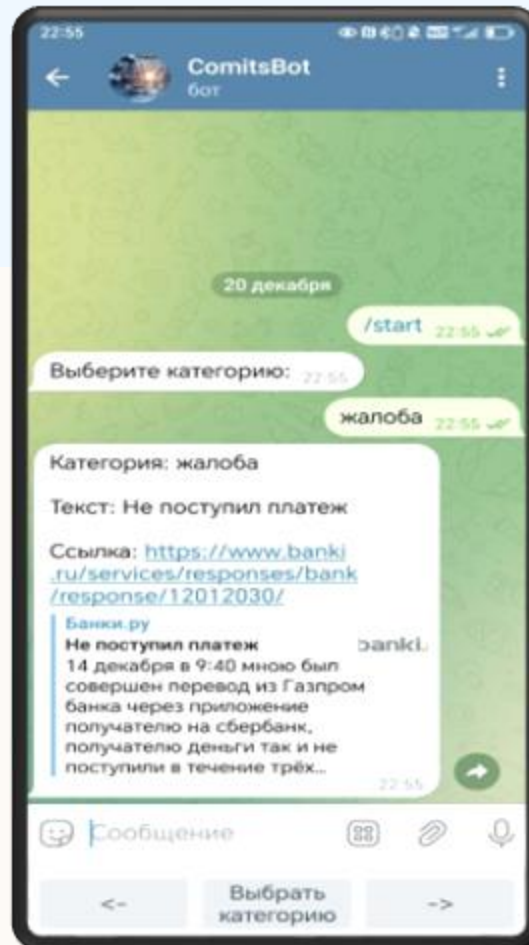 22:55
ComitsBot
бот
20 декабря
/start 22:55
Выберите категорию: 22:55
жалоба 22:55
Категория: жалоба
Текст: Не поступил платеж
Ссылка: https://www.banki
.ru/services/responses/bank
/response/12012030/
Банки.ру
Не поступил платеж
banki.
14 декабря в 9:40 мною был
совершен перевод из Газпром
банка через приложение
получателю на сбербанк,
получателю деньги так и не
поступили в течение трёх...
22:55
Сообщение
<-
Выбрать
категорию
->